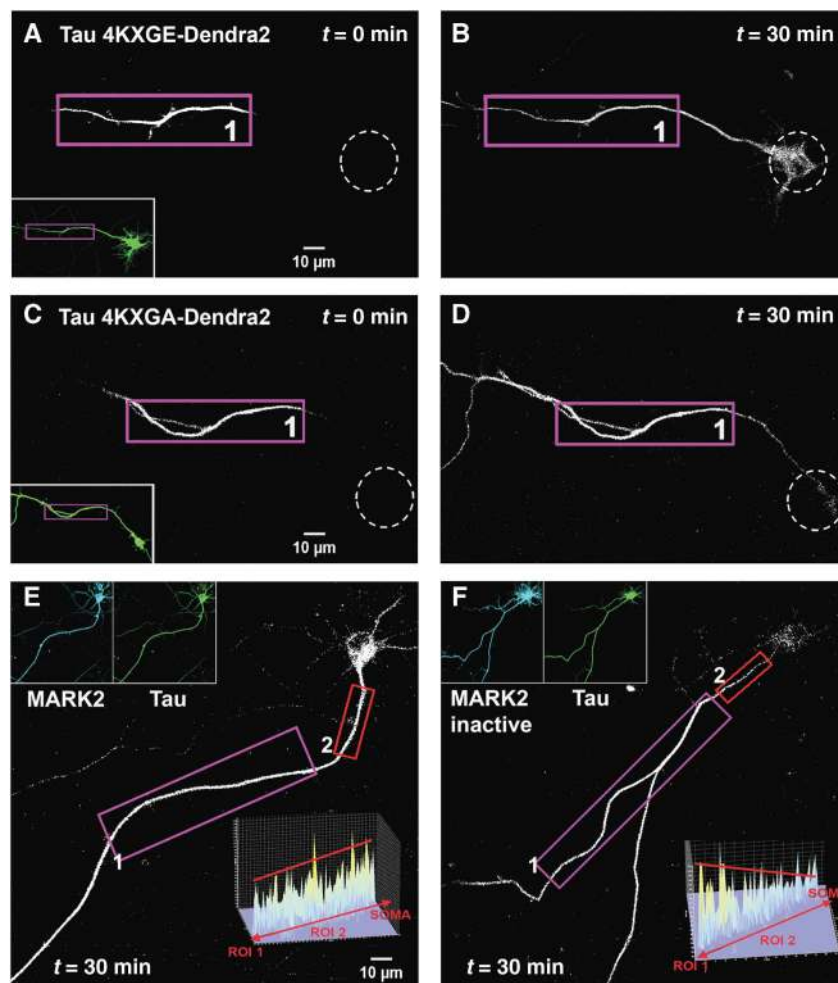 A Tau 4KXGE-Dendra2 t = 0 min
1
10 µm
B t = 30 min
1
C Tau 4KXGA-Dendra2 t = 0 min
1
10 µm
D t = 30 min
1
E
MARK2 Tau
2
1
SOMA
ROI 2
ROI 1
t = 30 min
10 µm
F
MARK2 Tau
inactive
2
1
SOM
ROI 2
ROI 1
t = 30 min